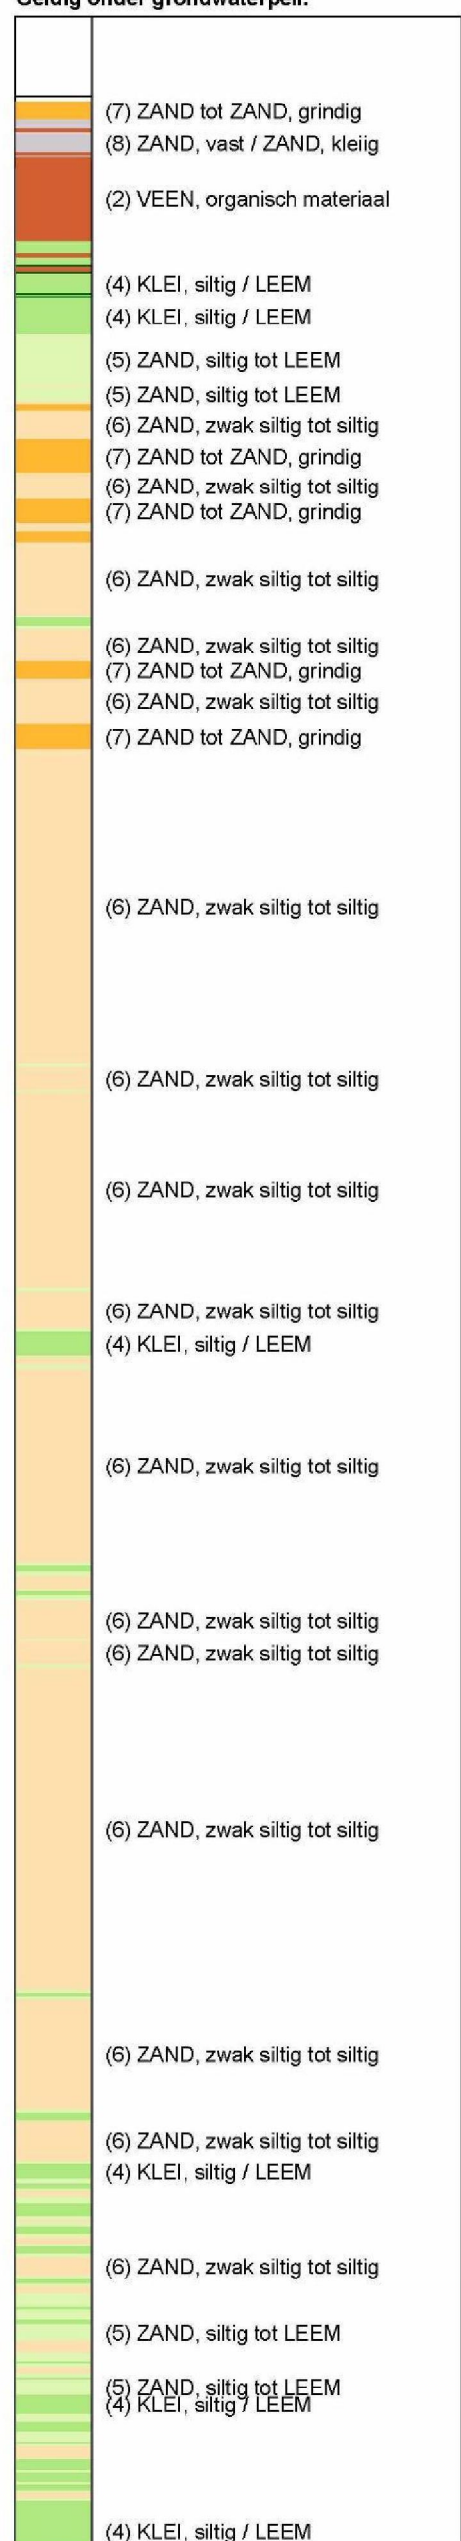 Geldig onder grondwaterpeil.
(7) ZAND tot ZAND, grindig
(8) ZAND, vast / ZAND, kleiig
(2) VEEN, organisch materiaal
(4) KLEI, siltig / LEEM
(4) KLEI, siltig / LEEM
(5) ZAND, siltig tot LEEM
(5) ZAND, siltig tot LEEM
(6) ZAND, zwak siltig tot siltig
(7) ZAND tot ZAND, grindig
(6) ZAND, zwak siltig tot siltig
(7) ZAND tot ZAND, grindig
(6) ZAND, zwak siltig tot siltig
(6) ZAND, zwak siltig tot siltig
(7) ZAND tot ZAND, grindig
(6) ZAND, zwak siltig tot siltig
(7) ZAND tot ZAND, grindig
(6) ZAND, zwak siltig tot siltig
(6) ZAND, zwak siltig tot siltig
(6) ZAND, zwak siltig tot siltig
(6) ZAND, zwak siltig tot siltig
(4) KLEI, siltig / LEEM
(6) ZAND, zwak siltig tot siltig
(6) ZAND, zwak siltig tot siltig
(6) ZAND, zwak siltig tot siltig
(6) ZAND, zwak siltig tot siltig
(6) ZAND, zwak siltig tot siltig
(6) ZAND, zwak siltig tot siltig
(4) KLEI, siltig / LEEM
(6) ZAND, zwak siltig tot siltig
(5) ZAND, siltig tot LEEM
(5) ZAND, siltig tot LEEM
(4) KLEI, siltig / LEEM
(4) KLEI, siltig / LEEM